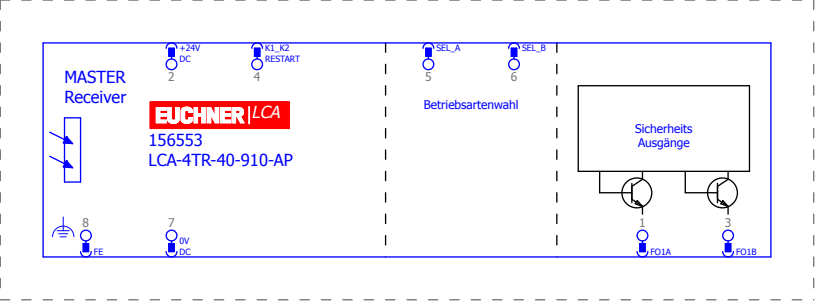 +24V
DC
2
K1_K2
RESTART
4
SEL_A
5
SEL_B
6
MASTER
Receiver
EUCHNER LCA
156553
LCA-4TR-40-910-AP
Betriebsartenwahl
Sicherheits
Ausgänge
8
FE
7
0V
DC
1
FO1A
3
FO1B